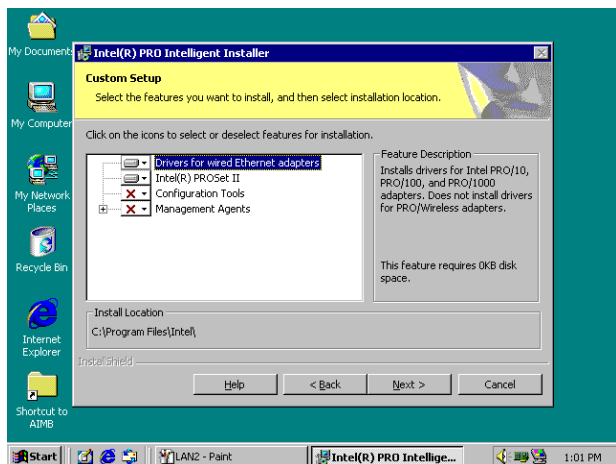 My Documents
Intel(R) PRO Intelligent Installer
Custom Setup
Select the features you want to install, and then select installation location.
My Computer
Click on the icons to select or deselect features for installation.
Drivers for wired Ethernet adapters
Intel(R) PROSet II
Configuration Tools
Management Agents
Feature Description
Installs drivers for Intel PRO/10,
PRO/100, and PRO/1000
adapters. Does not install drivers
for PRO/Wireless adapters.
This feature requires 0KB disk
space.
My Network
Places
Recycle Bin
Install Location
C:\Program Files\Intel\
Internet
Explorer
InstallShield
Help
< Back
Next >
Cancel
Shortcut to
AIMB
Start
LAN2 - Paint
Intel(R) PRO Intellige...
1:01 PM